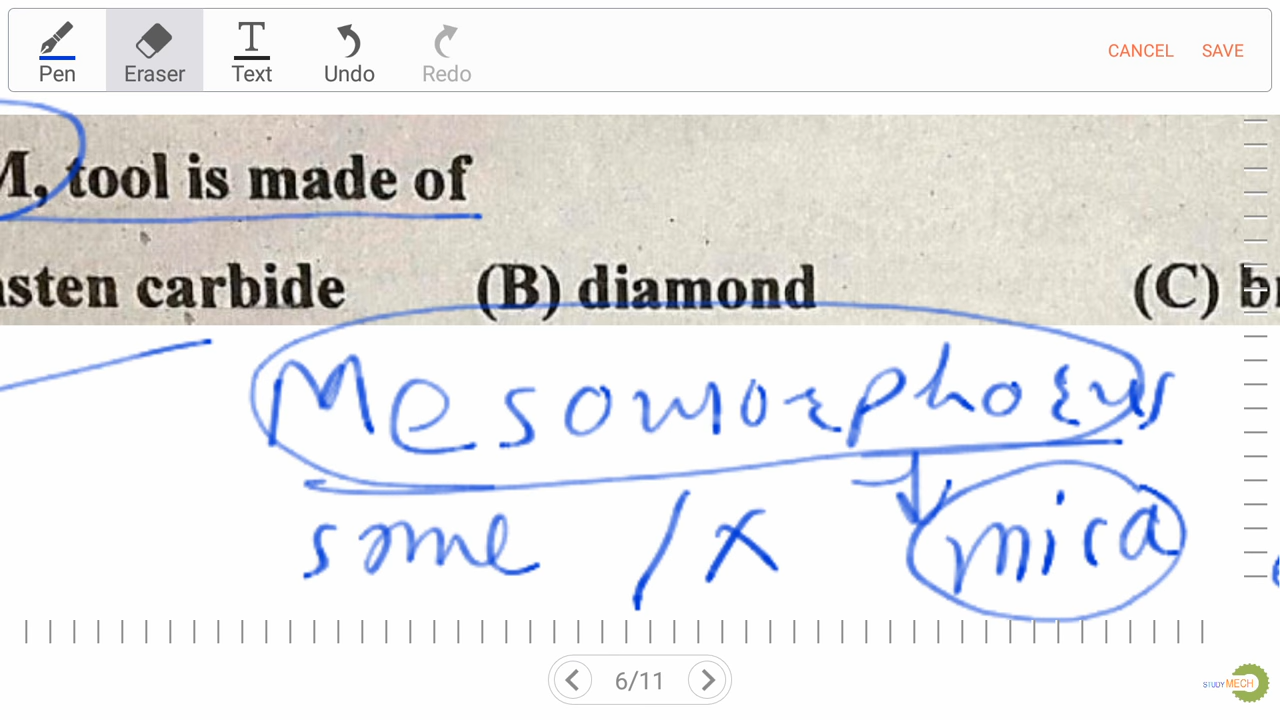 Pen Eraser Text Undo Redo CANCEL SAVE
M, tool is made of
sten carbide (B) diamond (C) br
Mesomorphous
some / X mica
6/11
STUDY MECH